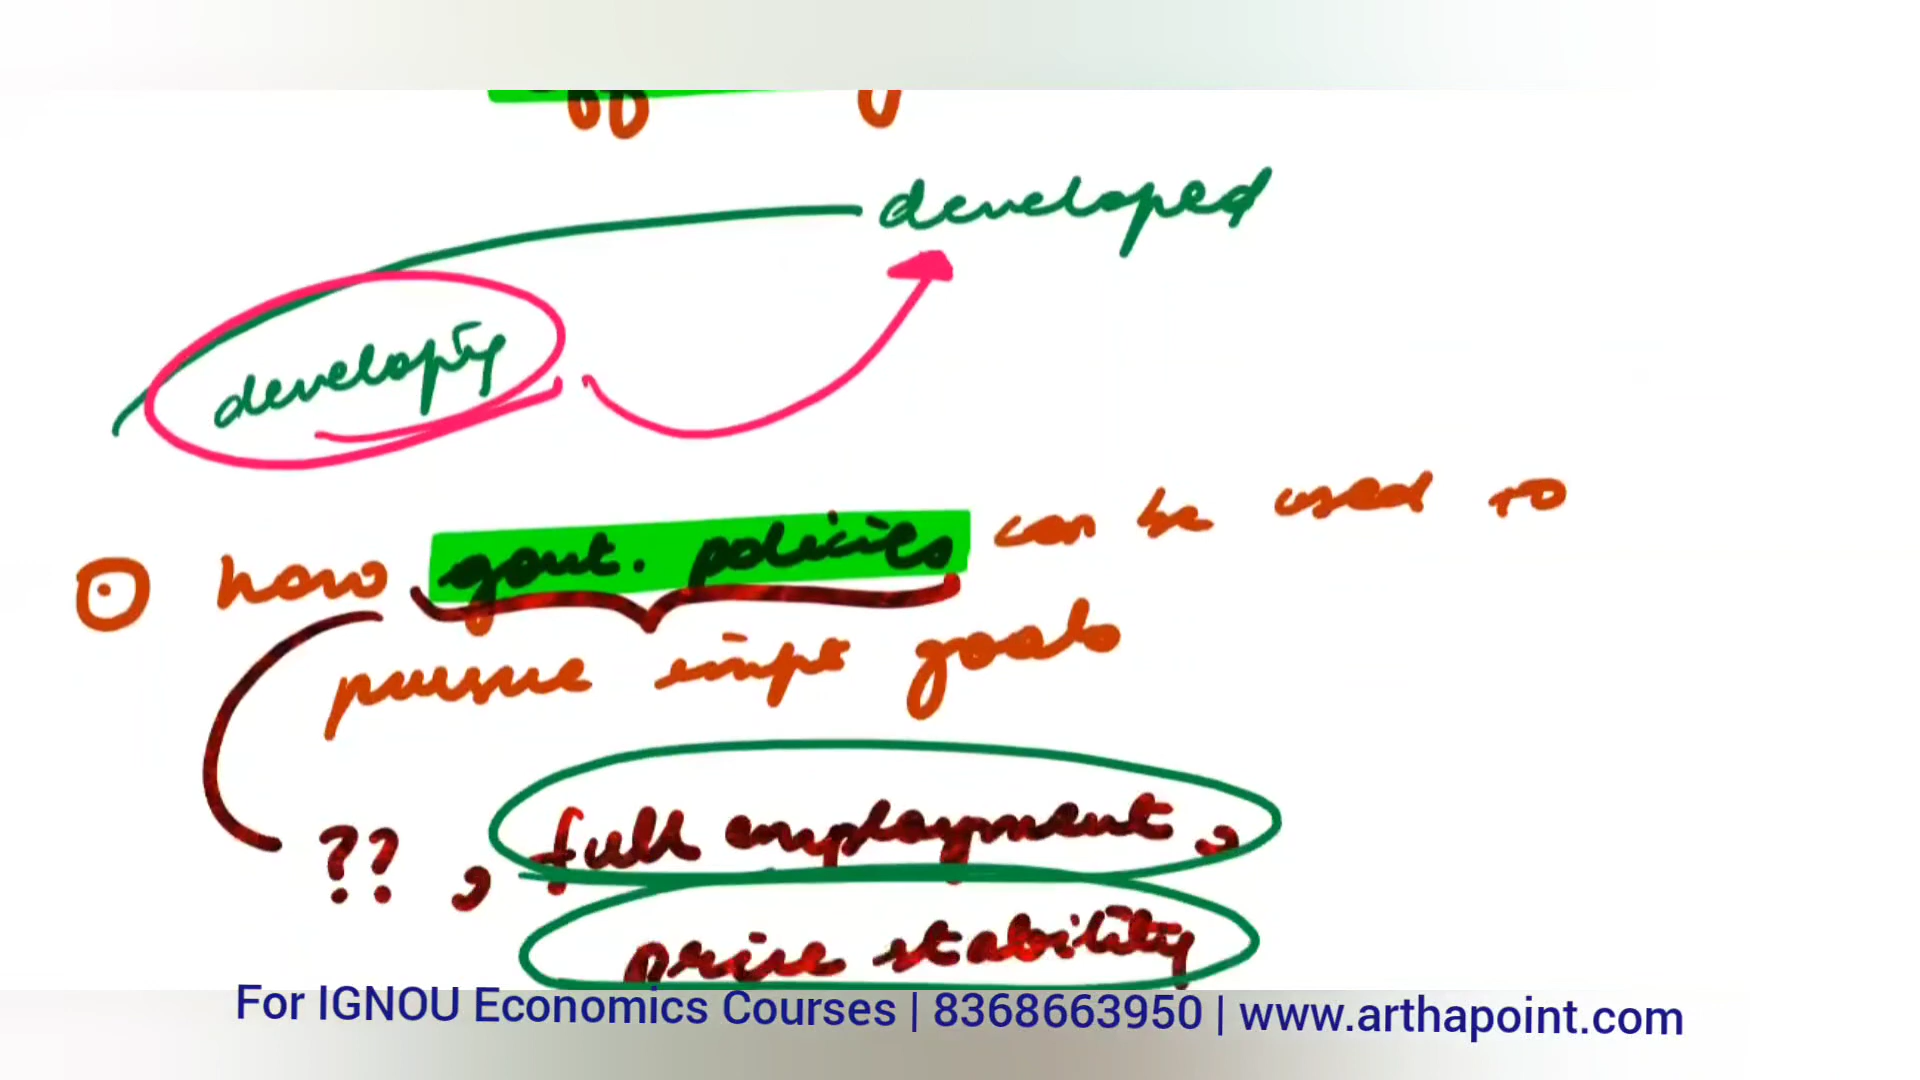 developed
developing
how govt. policies can be used to
pursue impt goals
?? , full employment ,
price stability
For IGNOU Economics Courses | 8368663950 | www.arthapoint.com